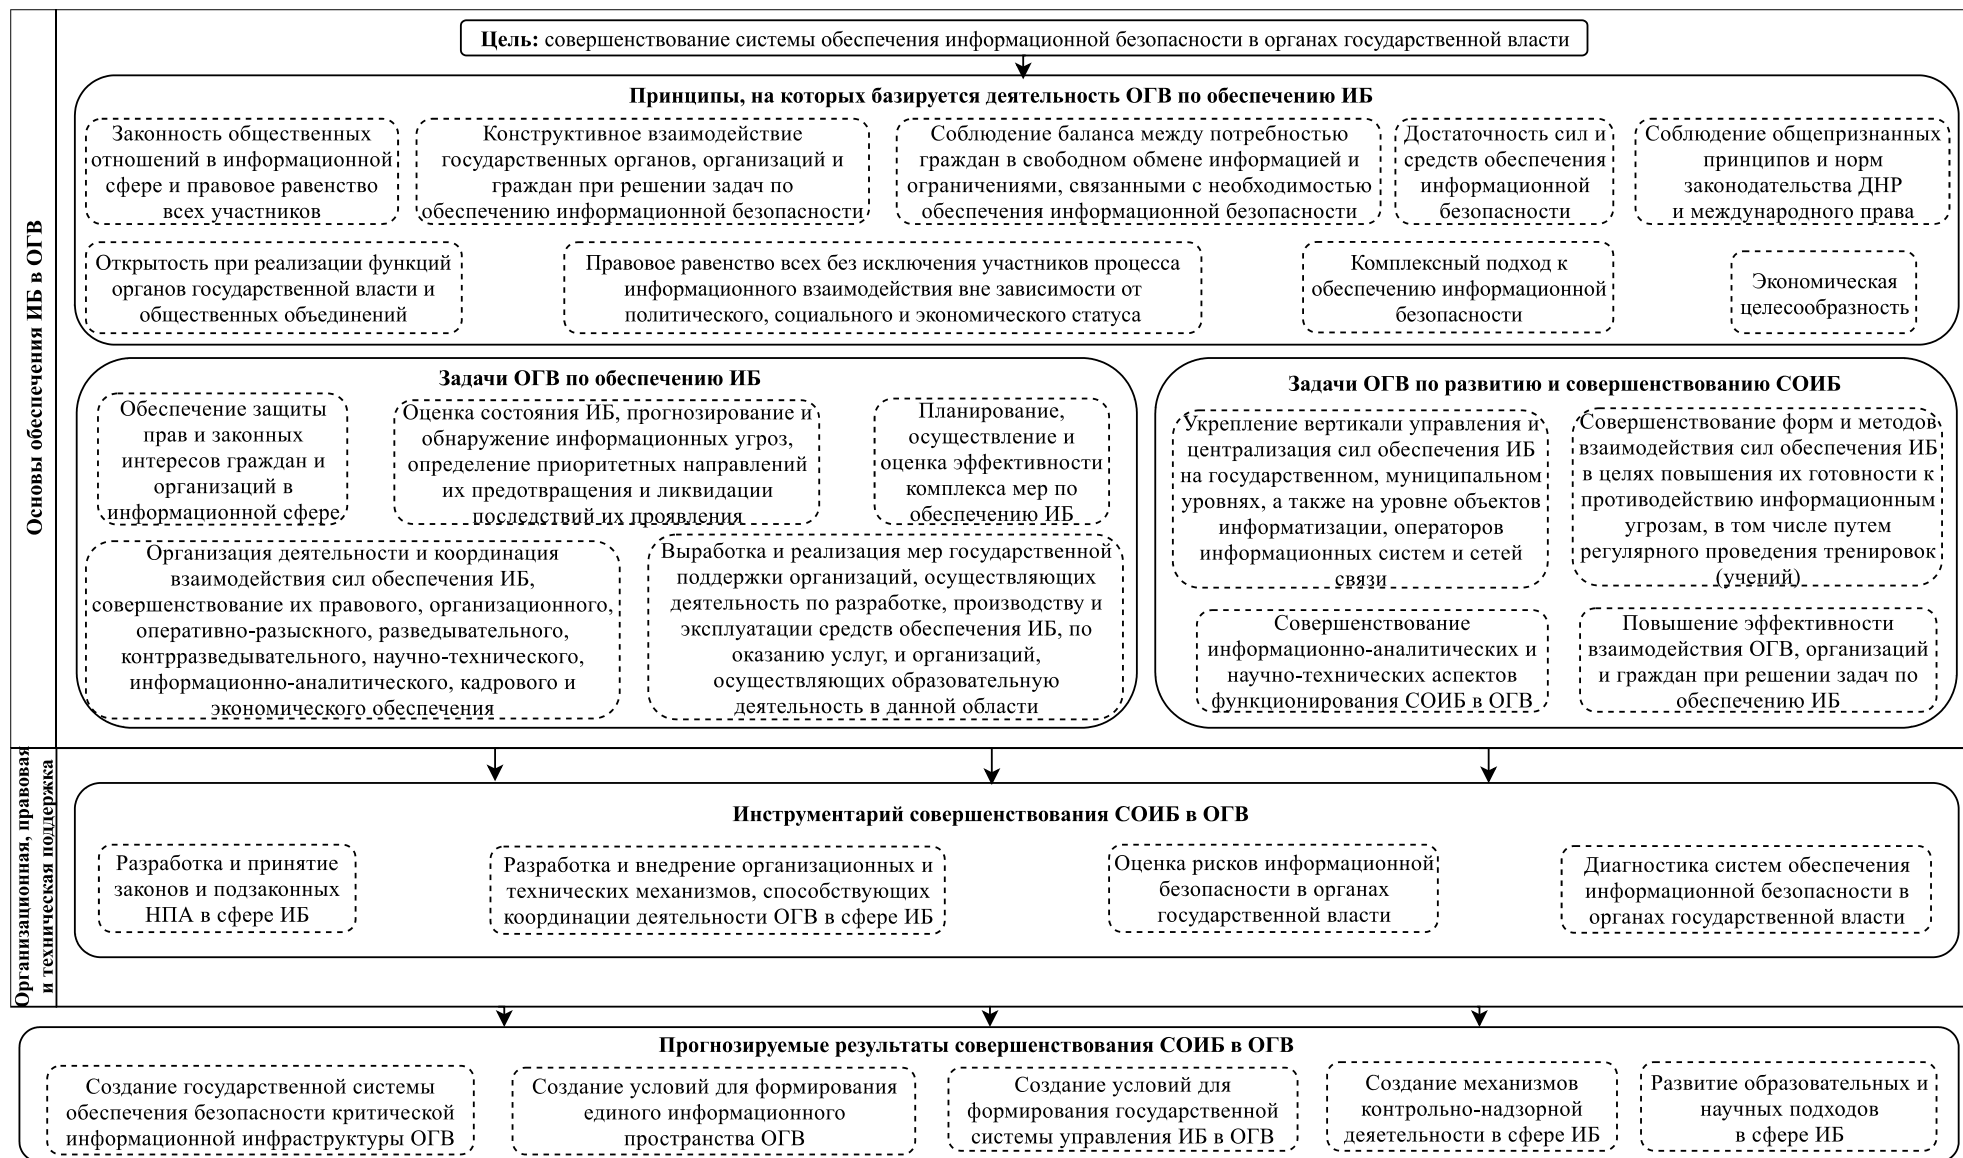 Цель: совершенствование системы обеспечения информационной безопасности в органах государственной власти
Основы обеспечения ИБ в ОГВ
Принципы, на которых базируется деятельность ОГВ по обеспечению ИБ
Законность общественных
отношений в информационной
сфере и правовое равенство
всех участников
Конструктивное взаимодействие
государственных органов, организаций и
граждан при решении задач по
обеспечению информационной безопасности
Соблюдение баланса между потребностью
граждан в свободном обмене информацией и
ограничениями, связанными с необходимостью
обеспечения информационной безопасности
Достаточность сил и
средств обеспечения
информационной
безопасности
Соблюдение общепризнанных
принципов и норм
законодательства ДНР
и международного права
Открытость при реализации функций
органов государственной власти и
общественных объединений
Правовое равенство всех без исключения участников процесса
информационного взаимодействия вне зависимости от
политического, социального и экономического статуса
Комплексный подход к
обеспечению информационной
безопасности
Экономическая
целесообразность
Задачи ОГВ по обеспечению ИБ
Обеспечение защиты
прав и законных
интересов граждан и
организаций в
информационной сфере
Оценка состояния ИБ, прогнозирование и
обнаружение информационных угроз,
определение приоритетных направлений
их предотвращения и ликвидации
последствий их проявления
Планирование,
осуществление и
оценка эффективности
комплекса мер по
обеспечению ИБ
Организация деятельности и координация
взаимодействия сил обеспечения ИБ,
совершенствование их правового, организационного,
оперативно-разыскного, разведывательного,
контрразведывательного, научно-технического,
информационно-аналитического, кадрового и
экономического обеспечения
Выработка и реализация мер государственной
поддержки организаций, осуществляющих
деятельность по разработке, производству и
эксплуатации средств обеспечения ИБ, по
оказанию услуг, и организаций,
осуществляющих образовательную
деятельность в данной области
Задачи ОГВ по развитию и совершенствованию СОИБ
Укрепление вертикали управления и
централизация сил обеспечения ИБ
на государственном, муниципальном
уровнях, а также на уровне объектов
информатизации, операторов
информационных систем и сетей
связи
Совершенствование форм и методов
взаимодействия сил обеспечения ИБ
в целях повышения их готовности к
противодействию информационным
угрозам, в том числе путем
регулярного проведения тренировок
(учений)
Совершенствование
информационно-аналитических и
научно-технических аспектов
функционирования СОИБ в ОГВ
Повышение эффективности
взаимодействия ОГВ, организаций
и граждан при решении задач по
обеспечению ИБ
Организационная, правовая
и техническая поддержка
Инструментарий совершенствования СОИБ в ОГВ
Разработка и принятие
законов и подзаконных
НПА в сфере ИБ
Разработка и внедрение организационных и
технических механизмов, способствующих
координации деятельности ОГВ в сфере ИБ
Оценка рисков информационной
безопасности в органах
государственной власти
Диагностика систем обеспечения
информационной безопасности в
органах государственной власти
Прогнозируемые результаты совершенствования СОИБ в ОГВ
Создание государственной системы
обеспечения безопасности критической
информационной инфраструктуры ОГВ
Создание условий для формирования
единого информационного
пространства ОГВ
Создание условий для
формирования государственной
системы управления ИБ в ОГВ
Создание механизмов
контрольно-надзорной
деяетельности в сфере ИБ
Развитие образовательных и
научных подходов
в сфере ИБ